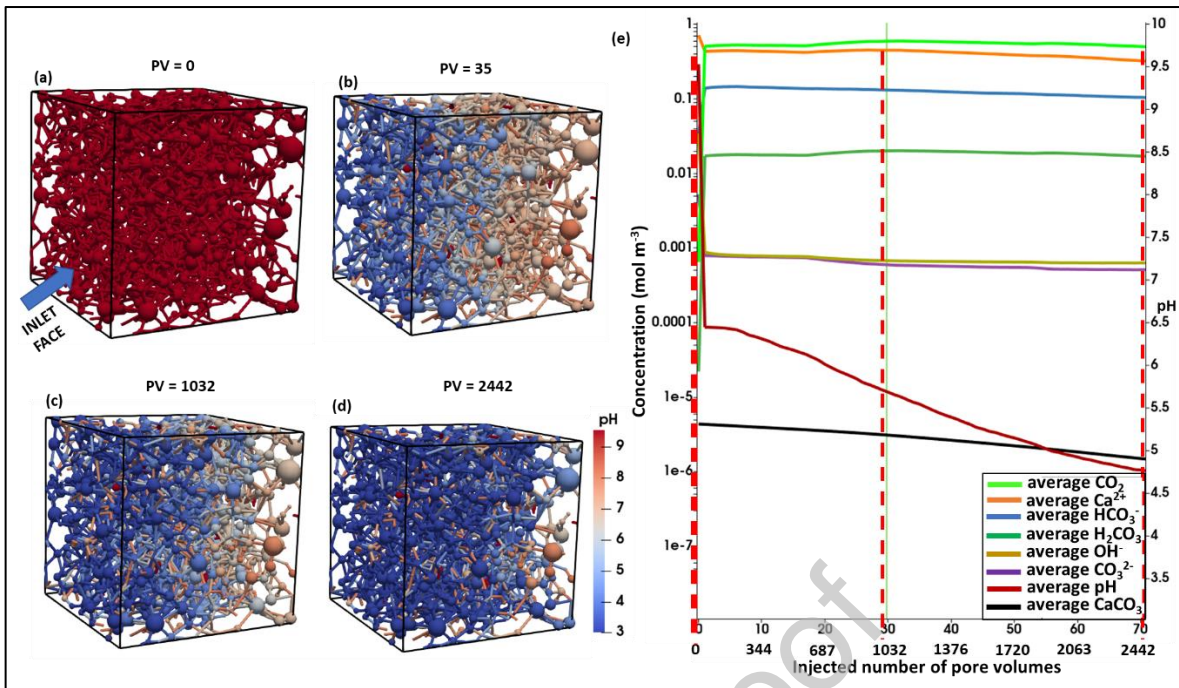 (a)
PV = 0
INLET
FACE
(b)
PV = 35
(c)
PV = 1032
(d)
PV = 2442
pH
9
8
7
6
5
4
3
(e)
Concentration (mol m⁻³)
1
0.1
0.01
0.001
0.0001
1e-5
1e-6
1e-7
pH
10
9.5
9
8.5
8
7.5
7
6.5
6
5.5
5
4.5
3.5
average CO₂
average Ca²⁺
average HCO₃⁻
average H₂CO₃
average OH⁻
average CO₃²⁻
average pH
average CaCO₃
0 10 20 30 40 50 60 70
0 344 687 1032 1376 1720 2063 2442
Injected number of pore volumes
oof